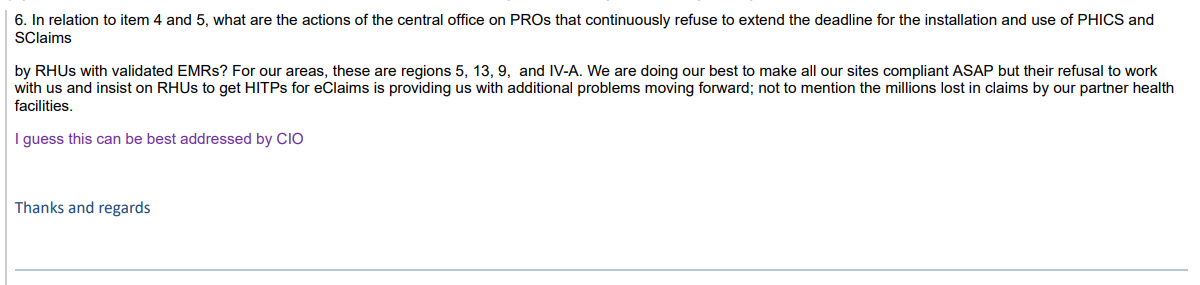 6. In relation to item 4 and 5, what are the actions of the central office on PROs that continuously refuse to extend the deadline for the installation and use of PHICS and
SClaims
by RHUs with validated EMRs? For our areas, these are regions 5, 13, 9, and IV-A. We are doing our best to make all our sites compliant ASAP but their refusal to work
with us and insist on RHUs to get HITPs for eClaims is providing us with additional problems moving forward; not to mention the millions lost in claims by our partner health
facilities.
I guess this can be best addressed by CIO
Thanks and regards